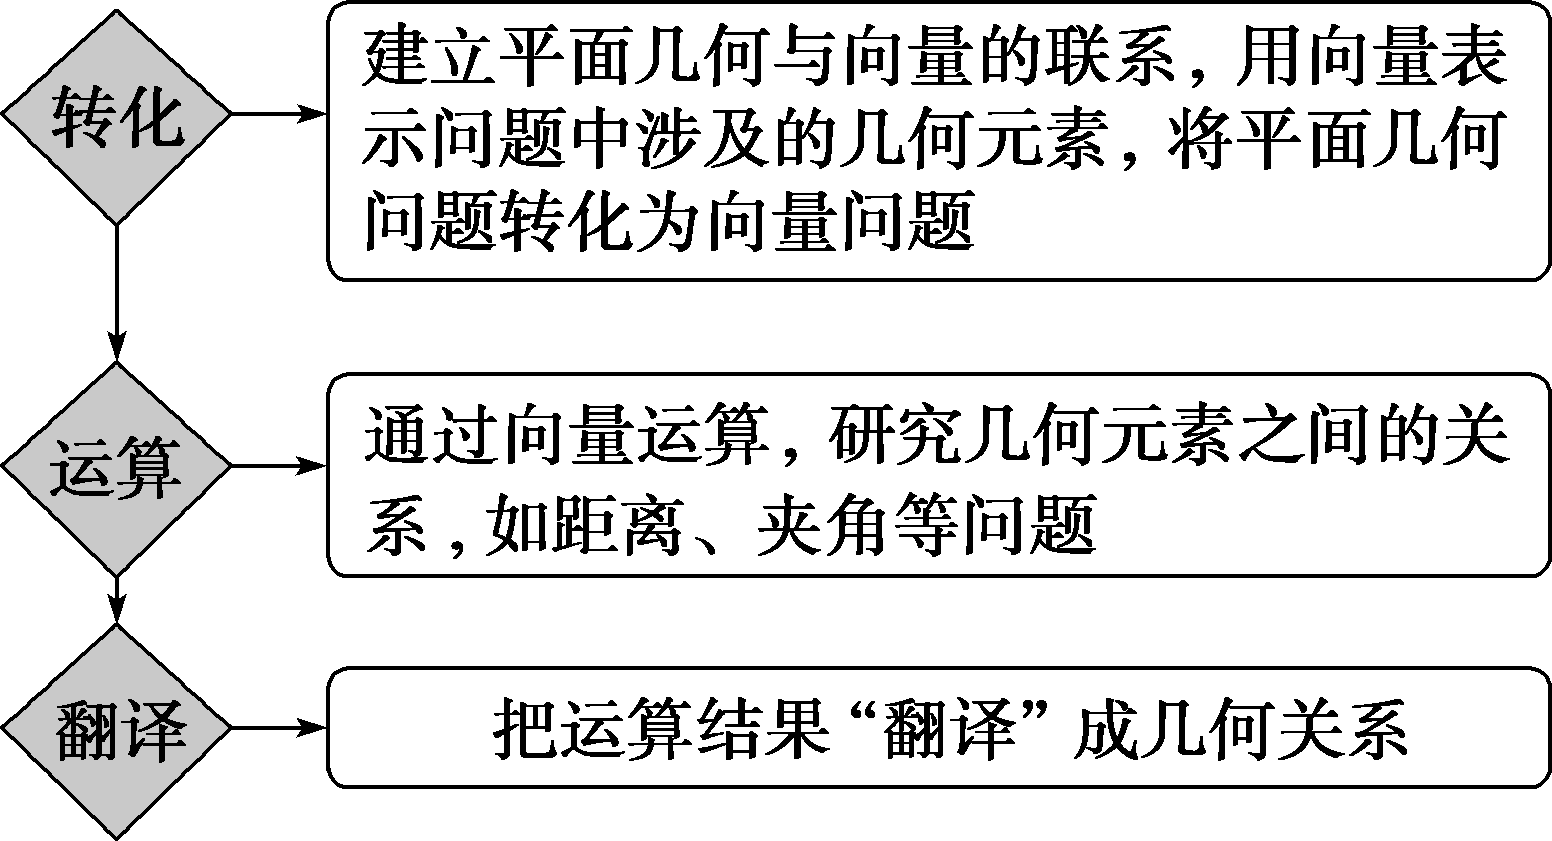 转化
建立平面几何与向量的联系，用向量表
示问题中涉及的几何元素，将平面几何
问题转化为向量问题
运算
通过向量运算，研究几何元素之间的关
系，如距离、夹角等问题
翻译
把运算结果“翻译”成几何关系